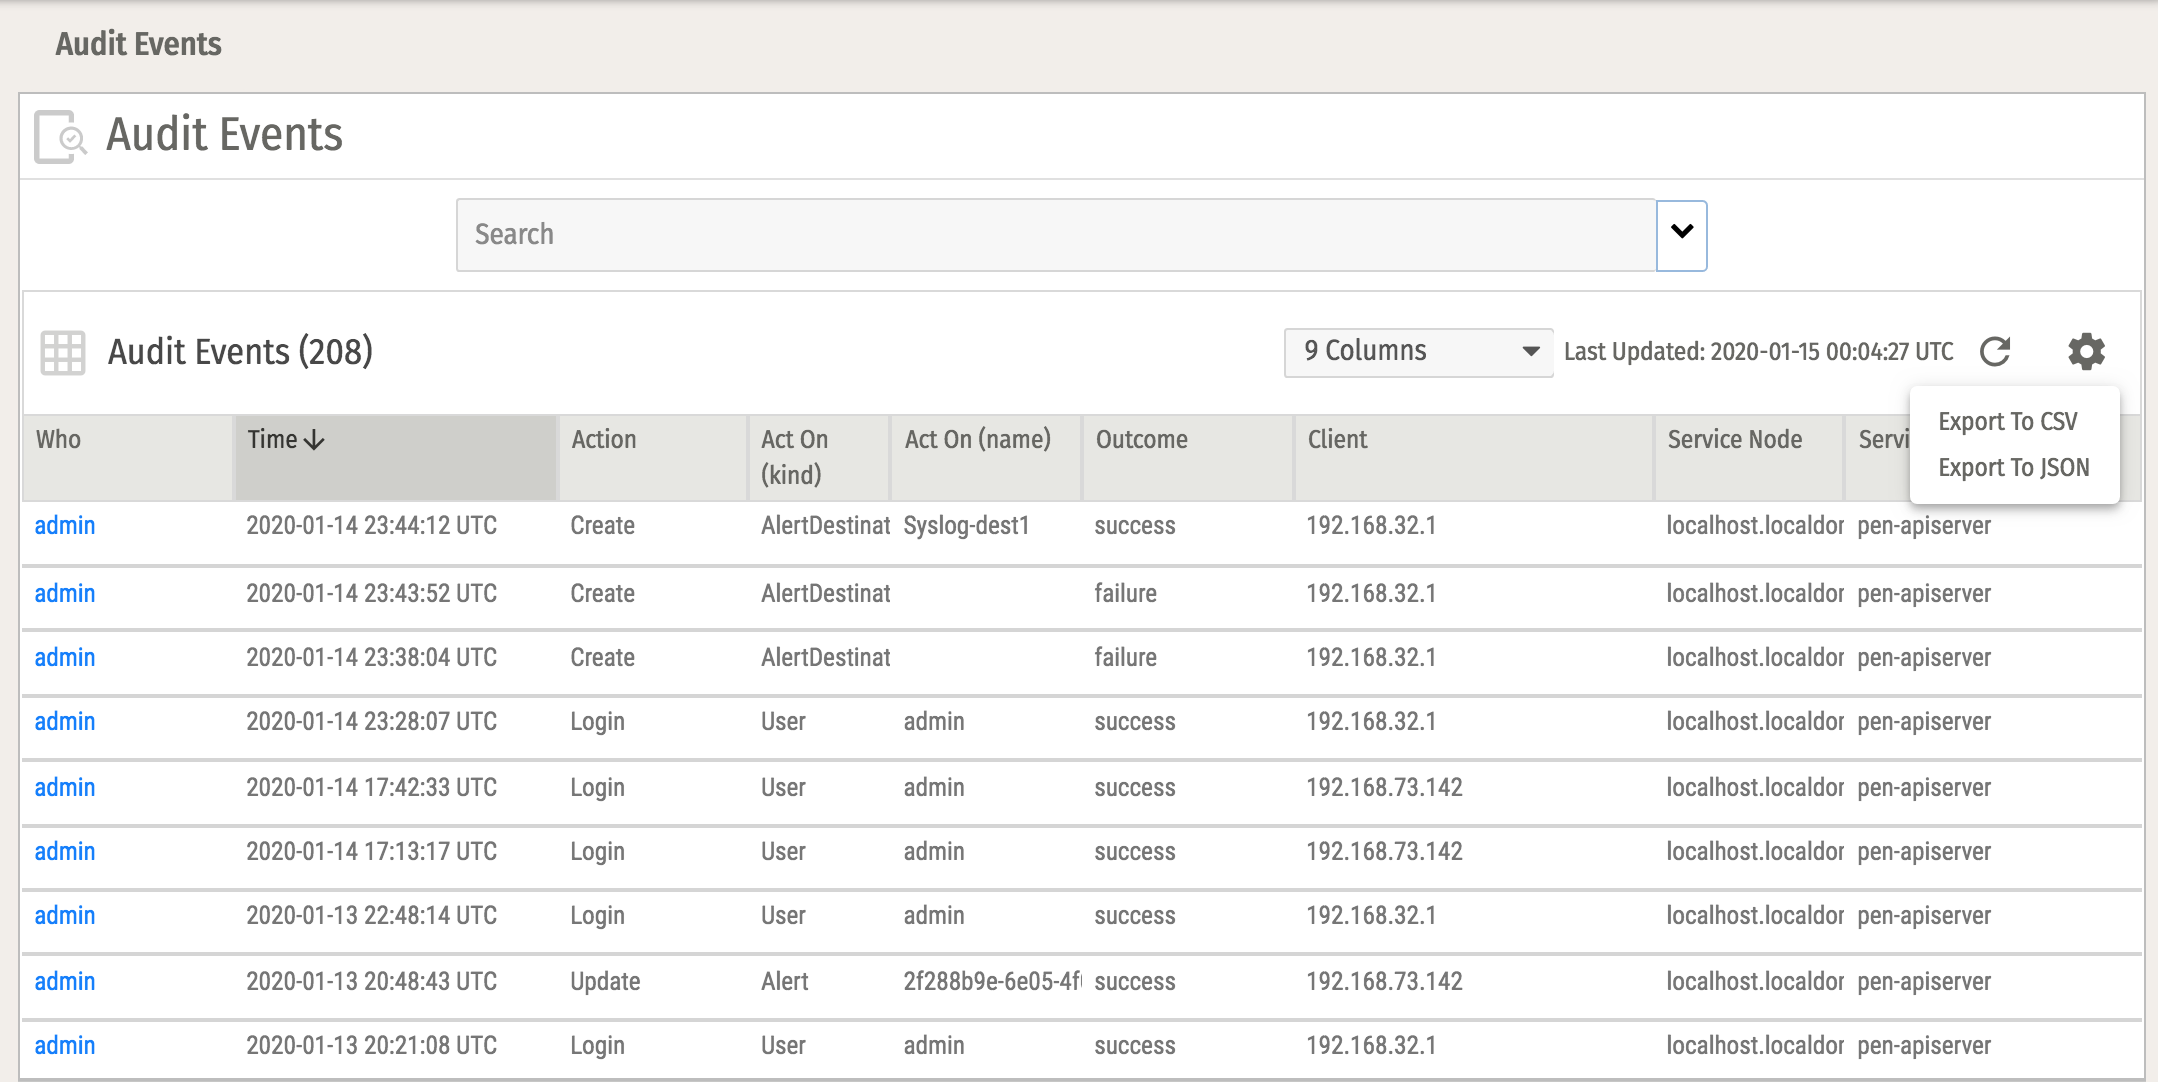 Audit Events
Audit Events
Search
Audit Events (208)
9 Columns
Last Updated: 2020-01-15 00:04:27 UTC
Export To CSV
Export To JSON
Who Time Action Act On (kind) Act On (name) Outcome Client Service Node
admin 2020-01-14 23:44:12 UTC Create AlertDestinat Syslog-dest1 success 192.168.32.1 localhost.localdor pen-apiserver
admin 2020-01-14 23:43:52 UTC Create AlertDestinat failure 192.168.32.1 localhost.localdor pen-apiserver
admin 2020-01-14 23:38:04 UTC Create AlertDestinat failure 192.168.32.1 localhost.localdor pen-apiserver
admin 2020-01-14 23:28:07 UTC Login User admin success 192.168.32.1 localhost.localdor pen-apiserver
admin 2020-01-14 17:42:33 UTC Login User admin success 192.168.73.142 localhost.localdor pen-apiserver
admin 2020-01-14 17:13:17 UTC Login User admin success 192.168.73.142 localhost.localdor pen-apiserver
admin 2020-01-13 22:48:14 UTC Login User admin success 192.168.32.1 localhost.localdor pen-apiserver
admin 2020-01-13 20:48:43 UTC Update Alert 2f288b9e-6e05-4f success 192.168.73.142 localhost.localdor pen-apiserver
admin 2020-01-13 20:21:08 UTC Login User admin success 192.168.32.1 localhost.localdor pen-apiserver